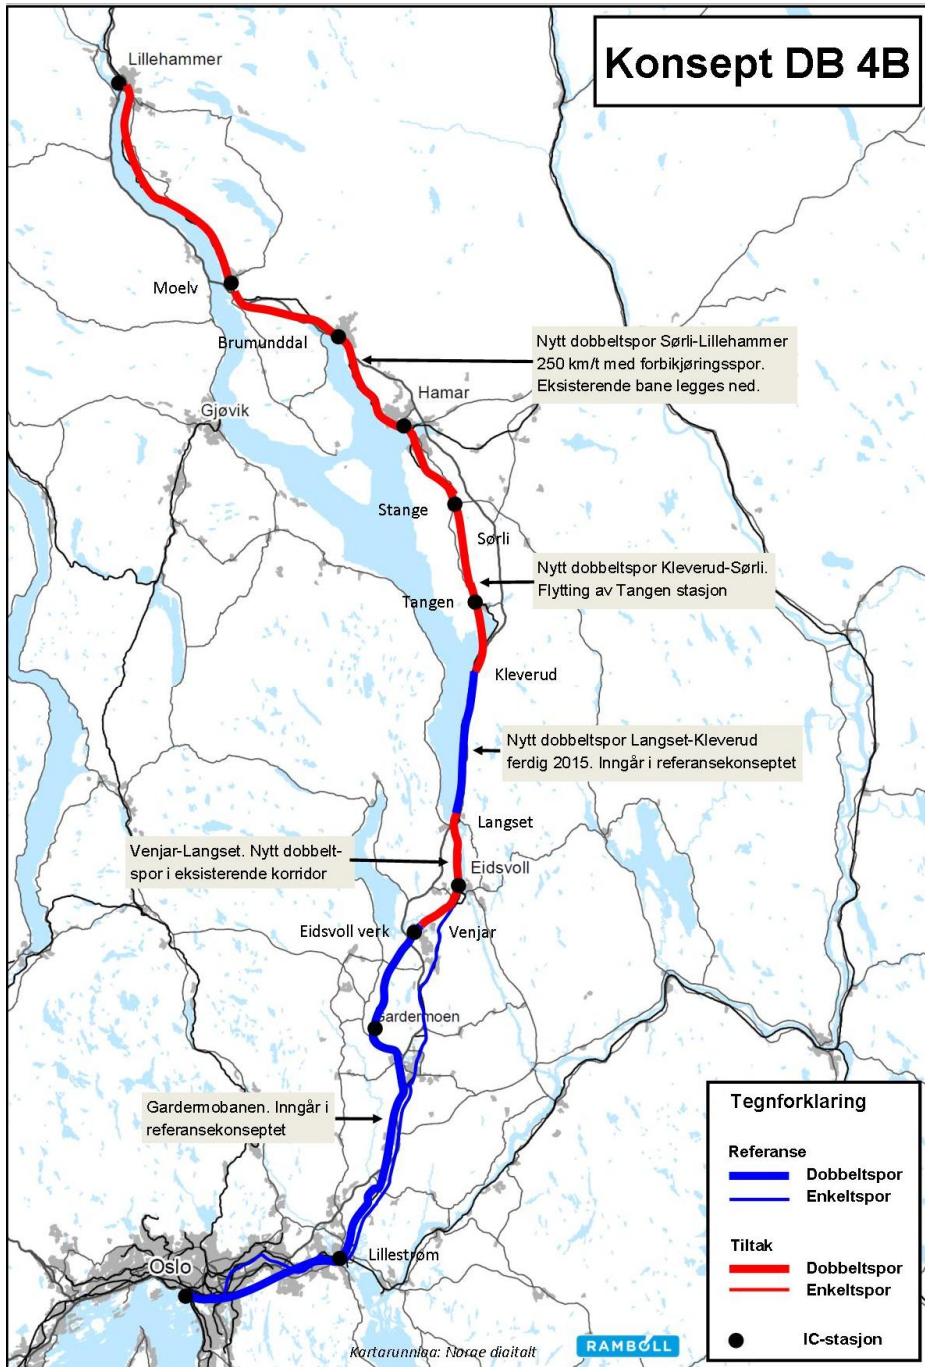 Konsept DB 4B
Lillehammer
Moelv
Brumunddal
Nytt dobbeltspor Sørli-Lillehammer
250 km/t med forbikjøringsspor.
Eksisterende bane legges ned.
Hamar
Gjøvik
Stange
Sørli
Nytt dobbeltspor Kleverud-Sørli.
Flytting av Tangen stasjon
Tangen
Kleverud
Nytt dobbeltspor Langset-Kleverud
ferdig 2015. Inngår i referansekonseptet
Langset
Venjar-Langset. Nytt dobbelt-
spor i eksisterende korridor
Eidsvoll
Eidsvoll verk
Venjar
Gardermoen
Gardermobanen. Inngår i
referansekonseptet
Lillestrøm
Oslo
Tegnforklaring
Referanse
Dobbeltspor
Enkeltspor
Tiltak
Dobbeltspor
Enkeltspor
IC-stasjon
RAMBOLL
Kartgrunnlag: Norge digitalt